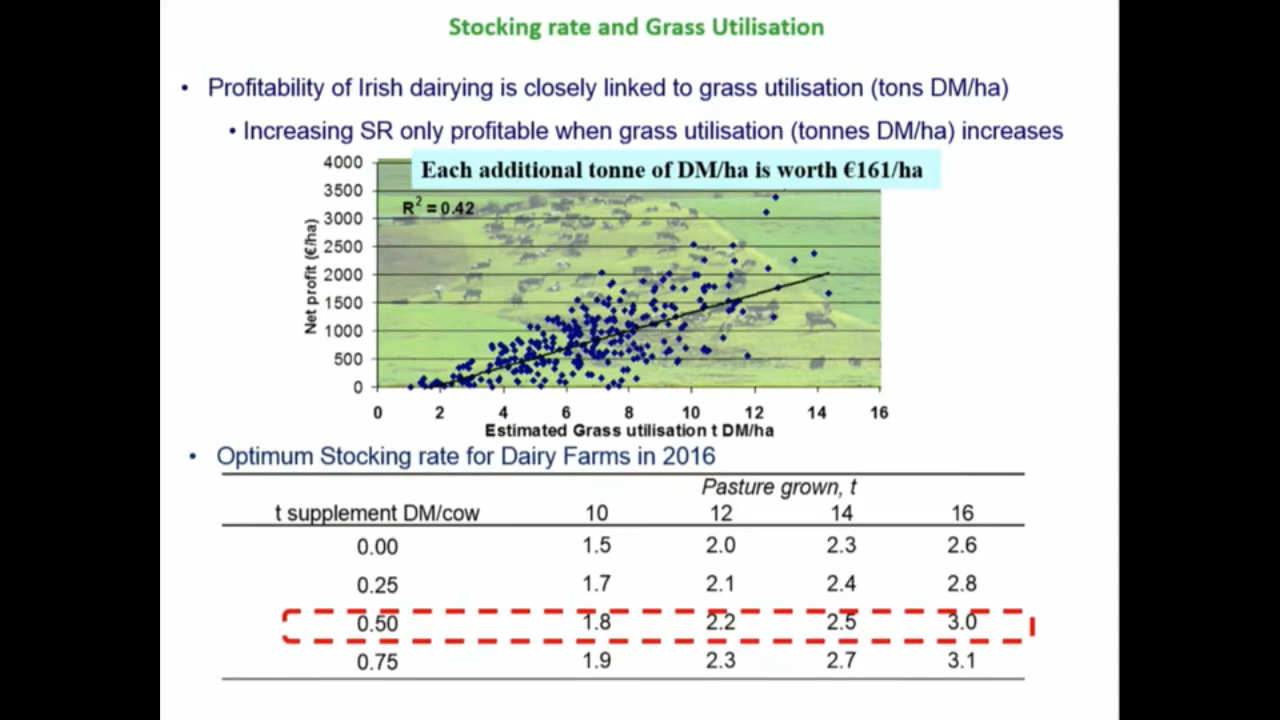 Stocking rate and Grass Utilisation
• Profitability of Irish dairying is closely linked to grass utilisation (tons DM/ha)
• Increasing SR only profitable when grass utilisation (tonnes DM/ha) increases
Each additional tonne of DM/ha is worth €161/ha
R² = 0.42
Net profit (€/ha)
4000
3500
3000
2500
2000
1500
1000
500
0
0 2 4 6 8 10 12 14 16
Estimated Grass utilisation t DM/ha
• Optimum Stocking rate for Dairy Farms in 2016
Pasture grown, t
t supplement DM/cow 10 12 14 16
0.00 1.5 2.0 2.3 2.6
0.25 1.7 2.1 2.4 2.8
0.50 1.8 2.2 2.5 3.0
0.75 1.9 2.3 2.7 3.1